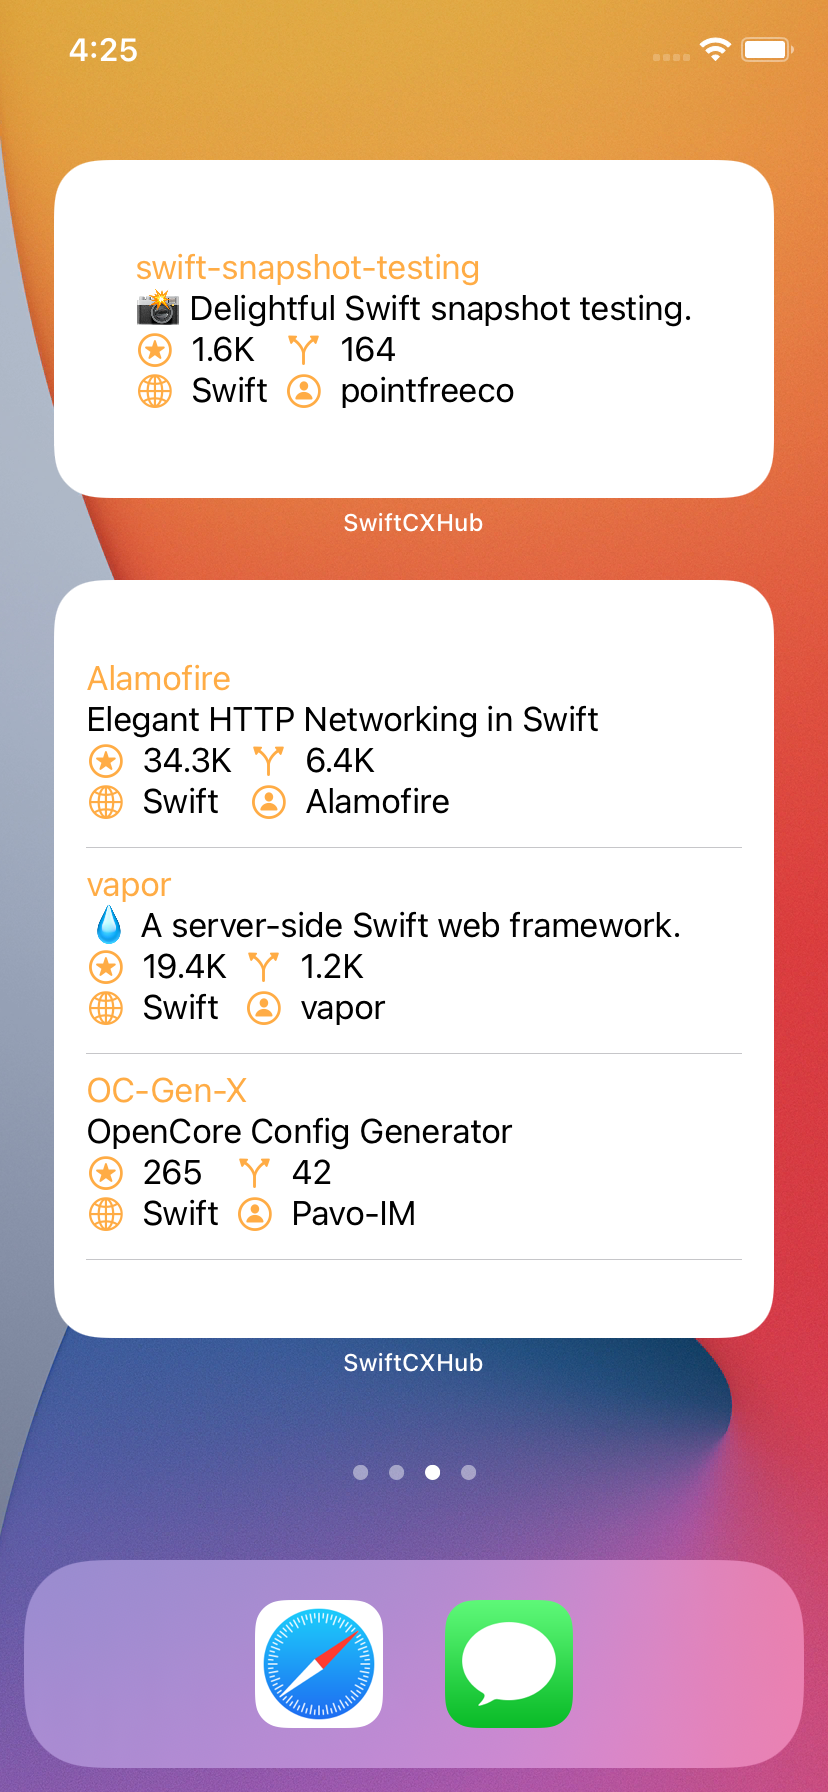 4:25
swift-snapshot-testing
📸 Delightful Swift snapshot testing.
1.6K 164
Swift pointfreeco
SwiftCXHub
Alamofire
Elegant HTTP Networking in Swift
34.3K 6.4K
Swift Alamofire
vapor
💧 A server-side Swift web framework.
19.4K 1.2K
Swift vapor
OC-Gen-X
OpenCore Config Generator
265 42
Swift Pavo-IM
SwiftCXHub